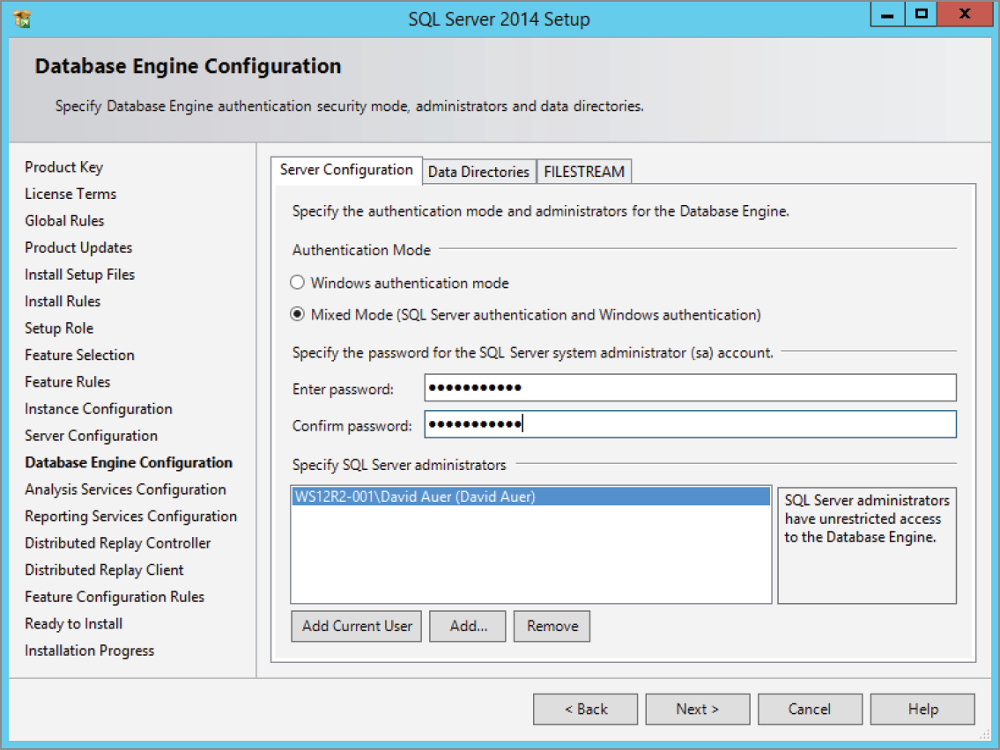 SQL Server 2014 Setup
Database Engine Configuration
Specify Database Engine authentication security mode, administrators and data directories.
Product Key
License Terms
Global Rules
Product Updates
Install Setup Files
Install Rules
Setup Role
Feature Selection
Feature Rules
Instance Configuration
Server Configuration
Database Engine Configuration
Analysis Services Configuration
Reporting Services Configuration
Distributed Replay Controller
Distributed Replay Client
Feature Configuration Rules
Ready to Install
Installation Progress
Server Configuration Data Directories FILESTREAM
Specify the authentication mode and administrators for the Database Engine.
Authentication Mode
Windows authentication mode
Mixed Mode (SQL Server authentication and Windows authentication)
Specify the password for the SQL Server system administrator (sa) account.
Enter password: ●●●●●●●●●●●
Confirm password: ●●●●●●●●●●●
Specify SQL Server administrators
WS12R2-001\David Auer (David Auer)
SQL Server administrators
have unrestricted access
to the Database Engine.
Add Current User Add... Remove
< Back Next > Cancel Help